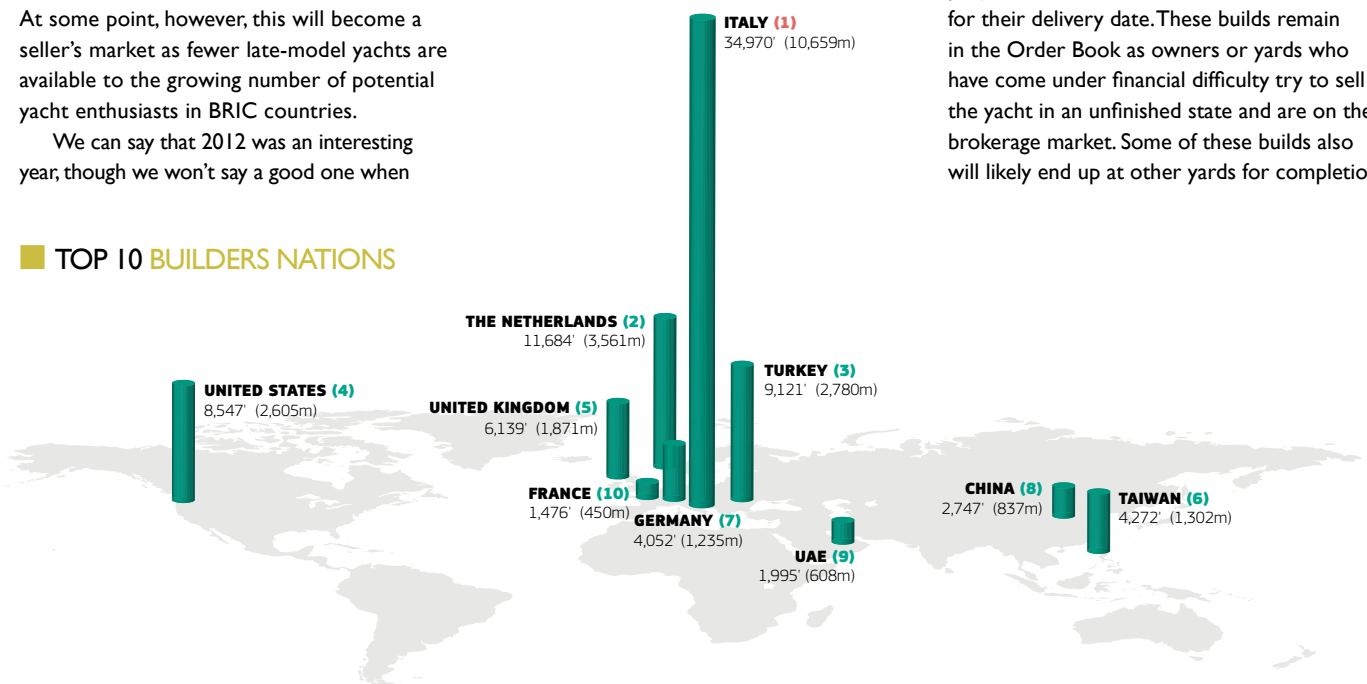 At some point, however, this will become a
seller's market as fewer late-model yachts are
available to the growing number of potential
yacht enthusiasts in BRIC countries.
We can say that 2012 was an interesting
year, though we won't say a good one when
for their delivery date. These builds remain
in the Order Book as owners or yards who
have come under financial difficulty try to sell
the yacht in an unfinished state and are on the
brokerage market. Some of these builds also
will likely end up at other yards for completio
TOP 10 BUILDERS NATIONS
ITALY (1)
34,970' (10,659m)
THE NETHERLANDS (2)
11,684' (3,561m)
TURKEY (3)
9,121' (2,780m)
UNITED STATES (4)
8,547' (2,605m)
UNITED KINGDOM (5)
6,139' (1,871m)
FRANCE (10)
1,476' (450m)
GERMANY (7)
4,052' (1,235m)
CHINA (8)
2,747' (837m)
TAIWAN (6)
4,272' (1,302m)
UAE (9)
1,995' (608m)